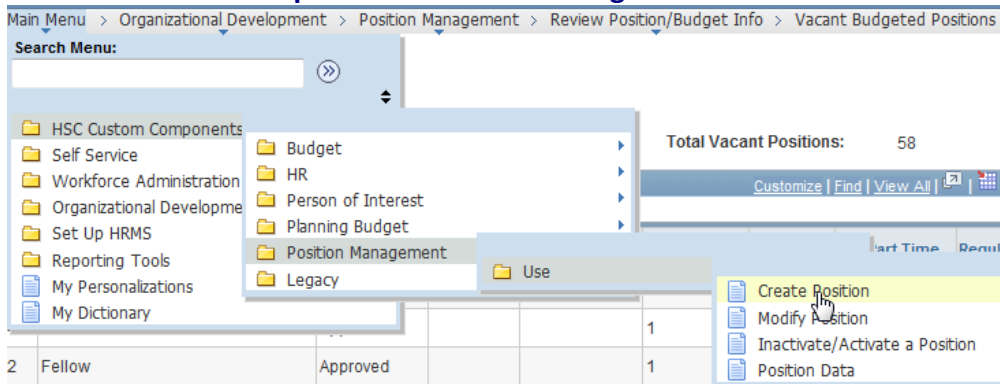 Main Menu > Organizational Development > Position Management > Review Position/Budget Info > Vacant Budgeted Positions
Search Menu:
HSC Custom Components
Self Service
Workforce Administration
Organizational Developme
Set Up HRMS
Reporting Tools
My Personalizations
My Dictionary
Budget
HR
Person of Interest
Planning Budget
Position Management
Legacy
Use
Create Position
Modify Position
Inactivate/Activate a Position
Position Data
Total Vacant Positions: 58
Customize | Find | View All |
art Time Regul
1
2 Fellow Approved 1